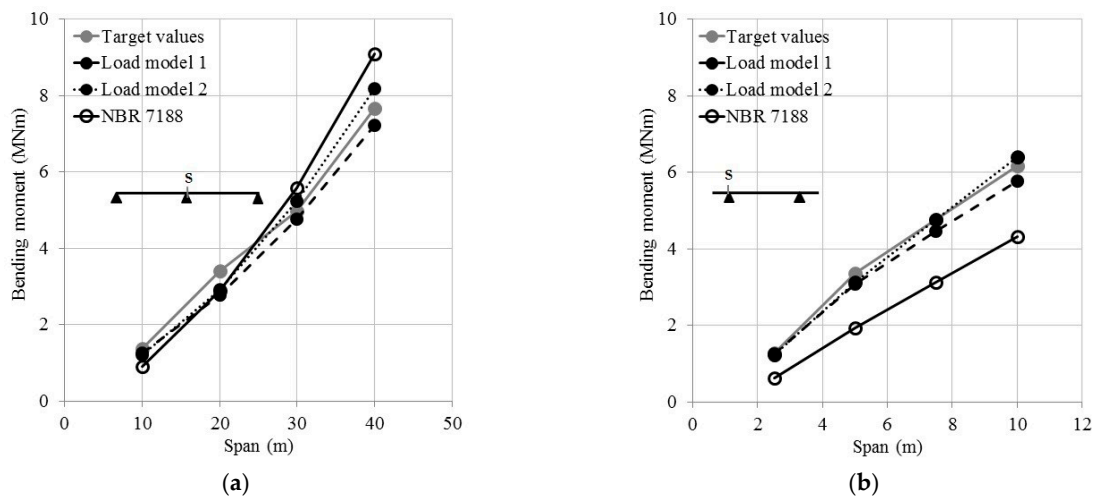 10
8
6
4
2
0
Bending moment (MNm)
Target values
Load model 1
Load model 2
NBR 7188
S
0 10 20 30 40 50
Span (m)
(a)
10
8
6
4
2
0
Bending moment (MNm)
Target values
Load model 1
Load model 2
NBR 7188
S
0 2 4 6 8 10 12
Span (m)
(b)